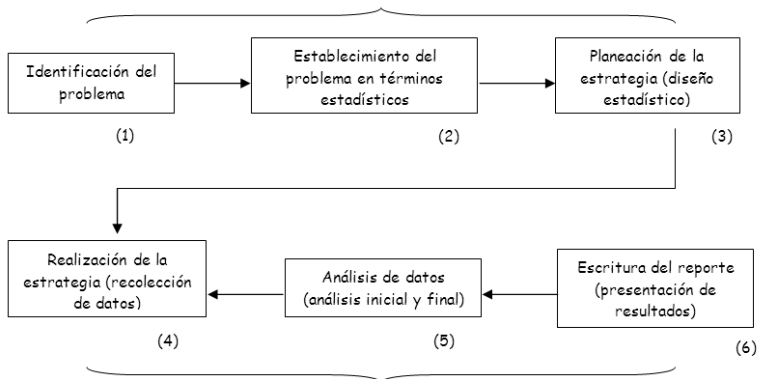 Identificación del
problema
(1)
Establecimiento del
problema en términos
estadísticos
(2)
Planeación de la
estrategia (diseño
estadístico)
(3)
Realización de la
estrategia (recolección
de datos)
(4)
Análisis de datos
(análisis inicial y final)
(5)
Escritura del reporte
(presentación de
resultados)
(6)